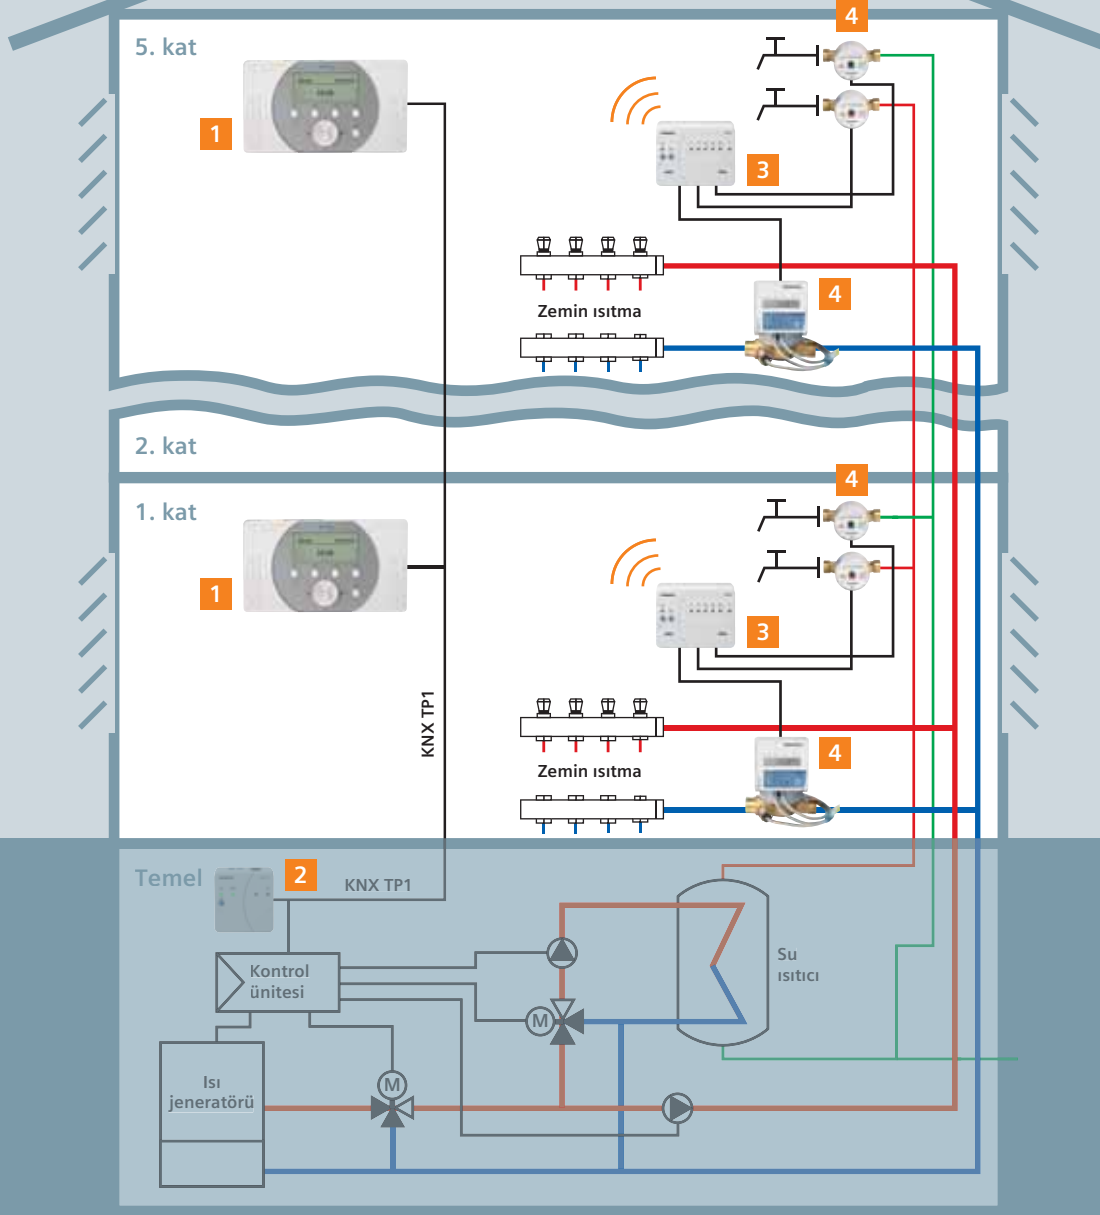 4
5. kat
1
3
4
Zemin ısıtma
2. kat
4
1. kat
1
3
KNX TP1
4
Zemin ısıtma
Temel
2
KNX TP1
Kontrol
ünitesi
Su
ısıtıcı
M
M
Isı
jeneratörü